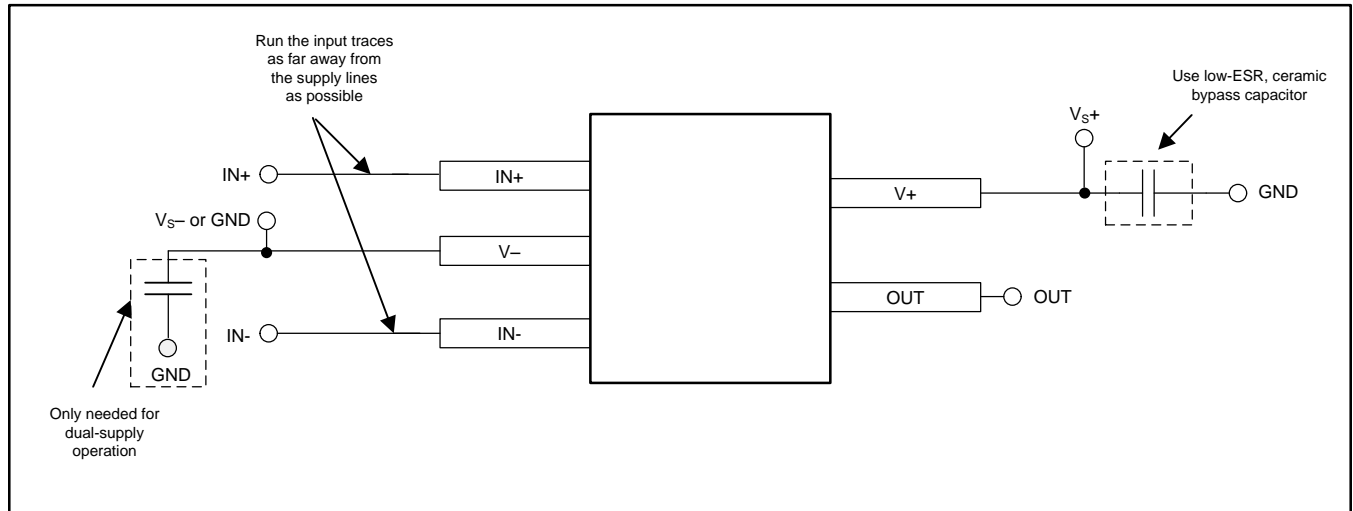 Run the input traces
as far away from
the supply lines
as possible
Use low-ESR, ceramic
bypass capacitor
VS+
IN+
IN+
V+
GND
VS– or GND
V–
OUT
OUT
IN-
IN-
GND
Only needed for
dual-supply
operation